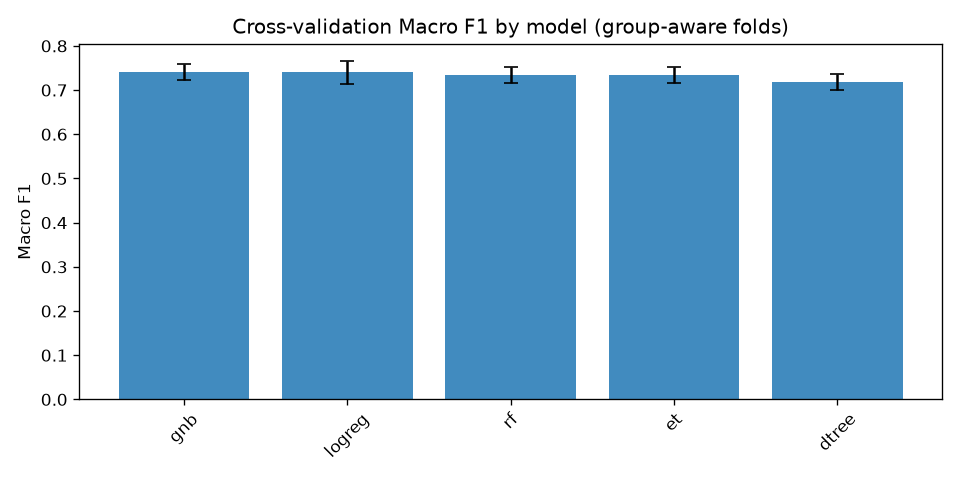 Cross-validation Macro F1 by model (group-aware folds)
Macro F1
0.8
0.7
0.6
0.5
0.4
0.3
0.2
0.1
0.0
gnb
logreg
rf
et
dtree